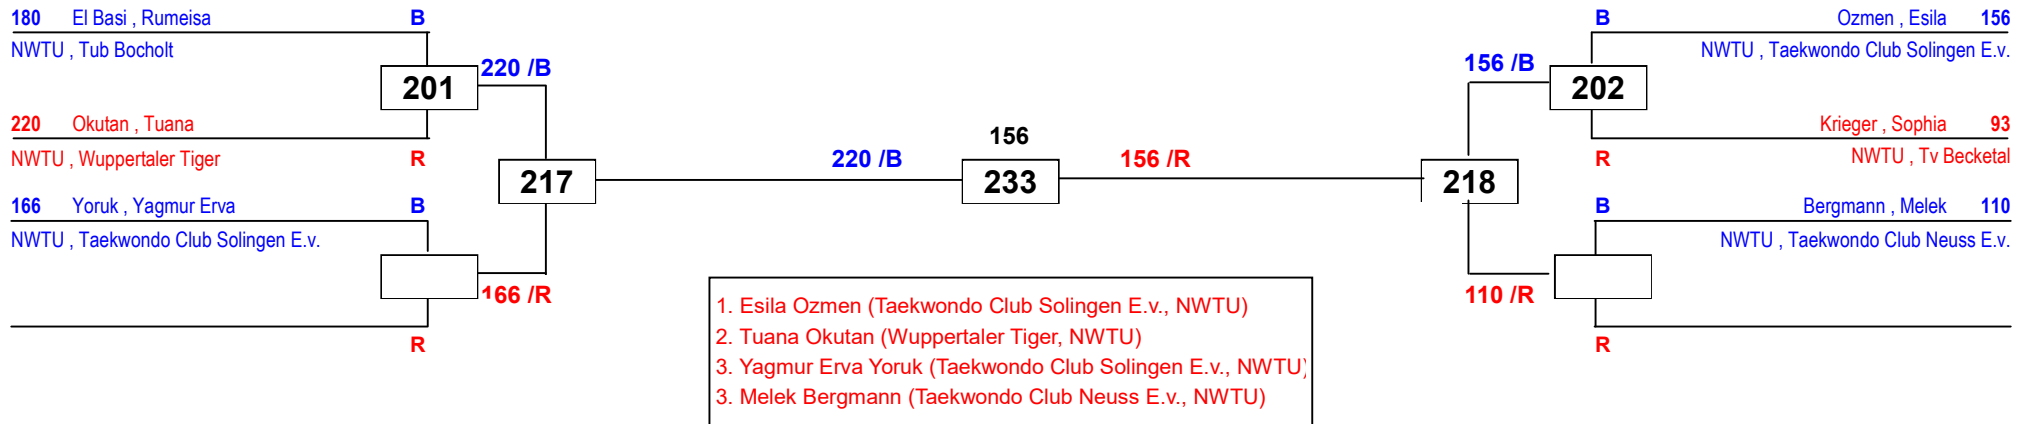 180 El Basi , Rumeisa B
NWTU , Tub Bocholt
201
220 /B
220 Okutan , Tuana
NWTU , Wuppertaler Tiger R
217
166 Yoruk , Yagmur Erva B
NWTU , Taekwondo Club Solingen E.v.
166 /R
R
220 /B
156
233
156 /R
B Ozmen , Esila 156
NWTU , Taekwondo Club Solingen E.v.
156 /B
202
Krieger , Sophia 93
R NWTU , Tv Becketal
218
B Bergmann , Melek 110
NWTU , Taekwondo Club Neuss E.v.
110 /R
R
1. Esila Ozmen (Taekwondo Club Solingen E.v., NWTU)
2. Tuana Okutan (Wuppertaler Tiger, NWTU)
3. Yagmur Erva Yoruk (Taekwondo Club Solingen E.v., NWTU)
3. Melek Bergmann (Taekwondo Club Neuss E.v., NWTU)